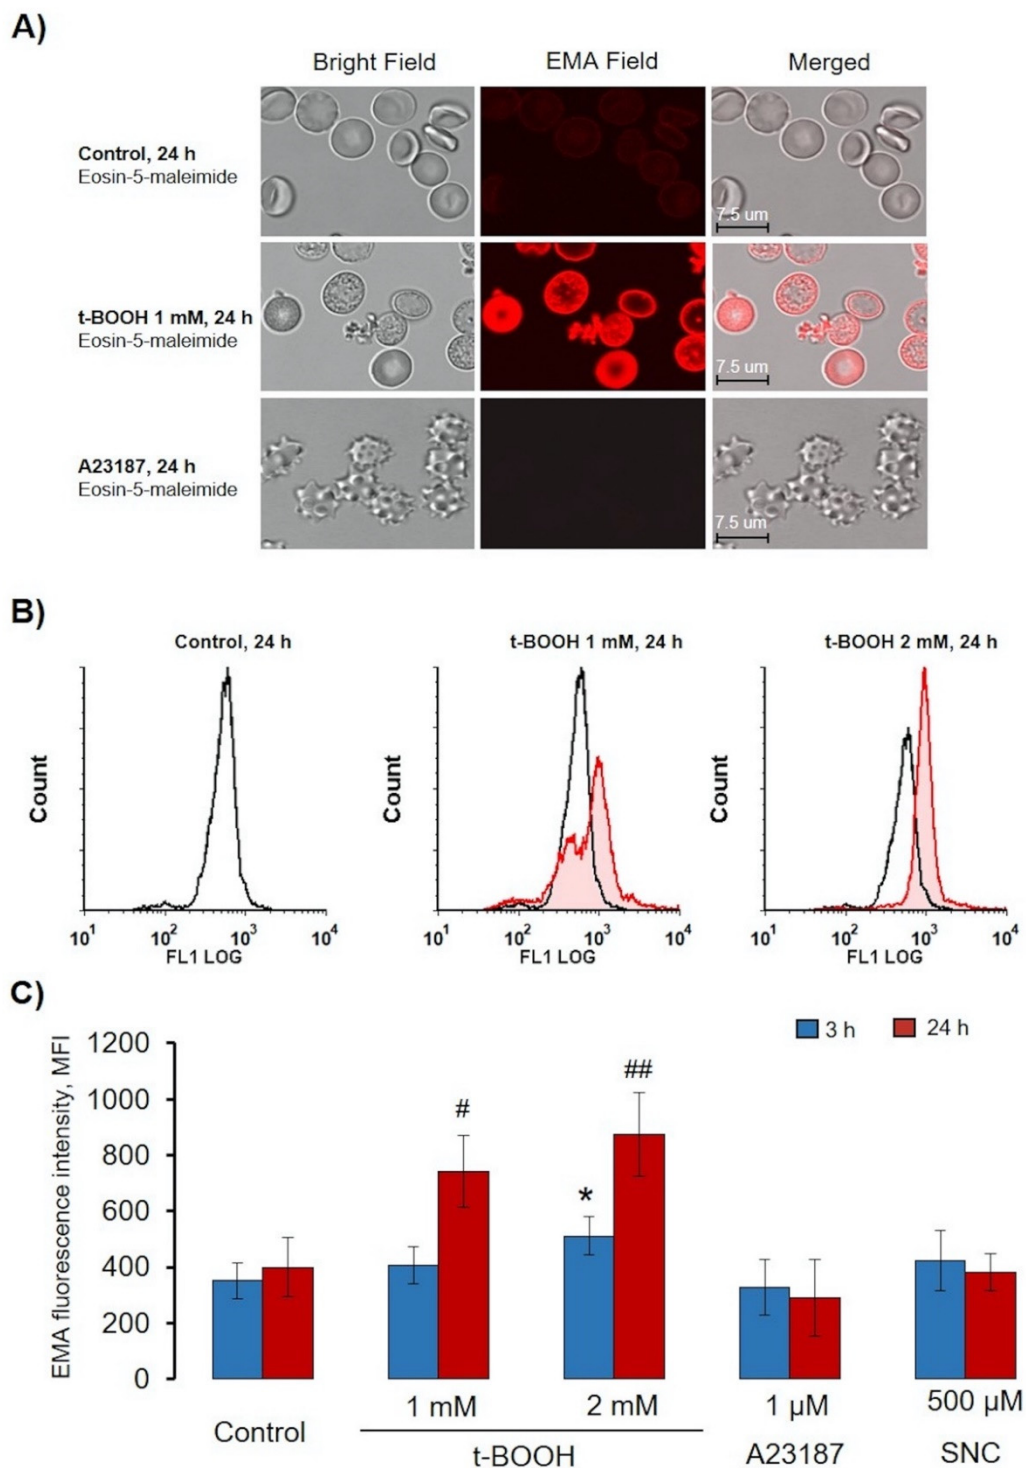 A)
Bright Field EMA Field Merged
Control, 24 h
Eosin-5-maleimide
7.5 um
t-BOOH 1 mM, 24 h
Eosin-5-maleimide
7.5 um
A23187, 24 h
Eosin-5-maleimide
7.5 um
B)
Control, 24 h t-BOOH 1 mM, 24 h t-BOOH 2 mM, 24 h
Count Count Count
10¹ 10² 10³ 10⁴ 10¹ 10² 10³ 10⁴ 10¹ 10² 10³ 10⁴
FL1 LOG FL1 LOG FL1 LOG
C)
3 h 24 h
EMA fluorescence intensity, MFI
1200
1000
800
600
400
200
0
# * ##
1 mM 2 mM 1 µM 500 µM
Control t-BOOH A23187 SNC